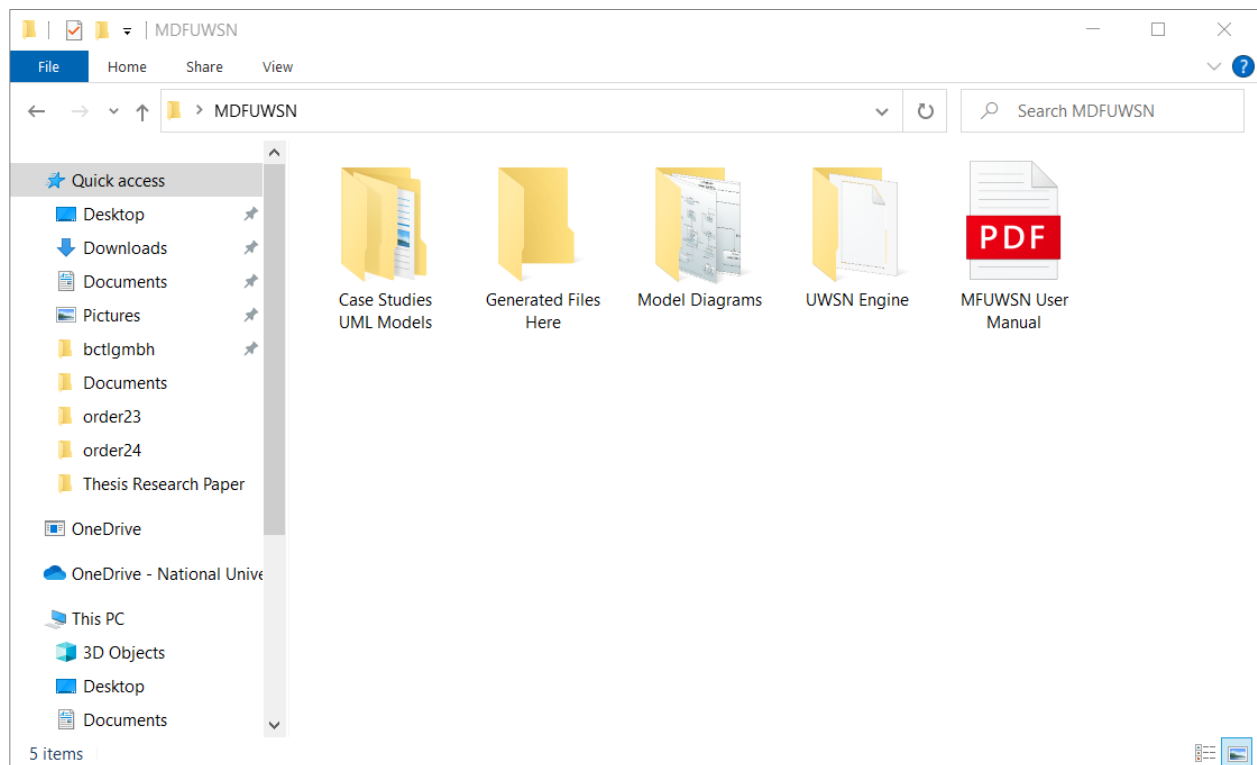 MDFUWSN
File Home Share View
MDFUWSN
Search MDFUWSN
Quick access
Desktop
Downloads
Documents
Pictures
bctlgmbh
Documents
order23
order24
Thesis Research Paper
OneDrive
OneDrive - National Unive
This PC
3D Objects
Desktop
Documents
Case Studies
UML Models
Generated Files
Here
Model Diagrams
UWSN Engine
PDF
MFUWSN User
Manual
5 items